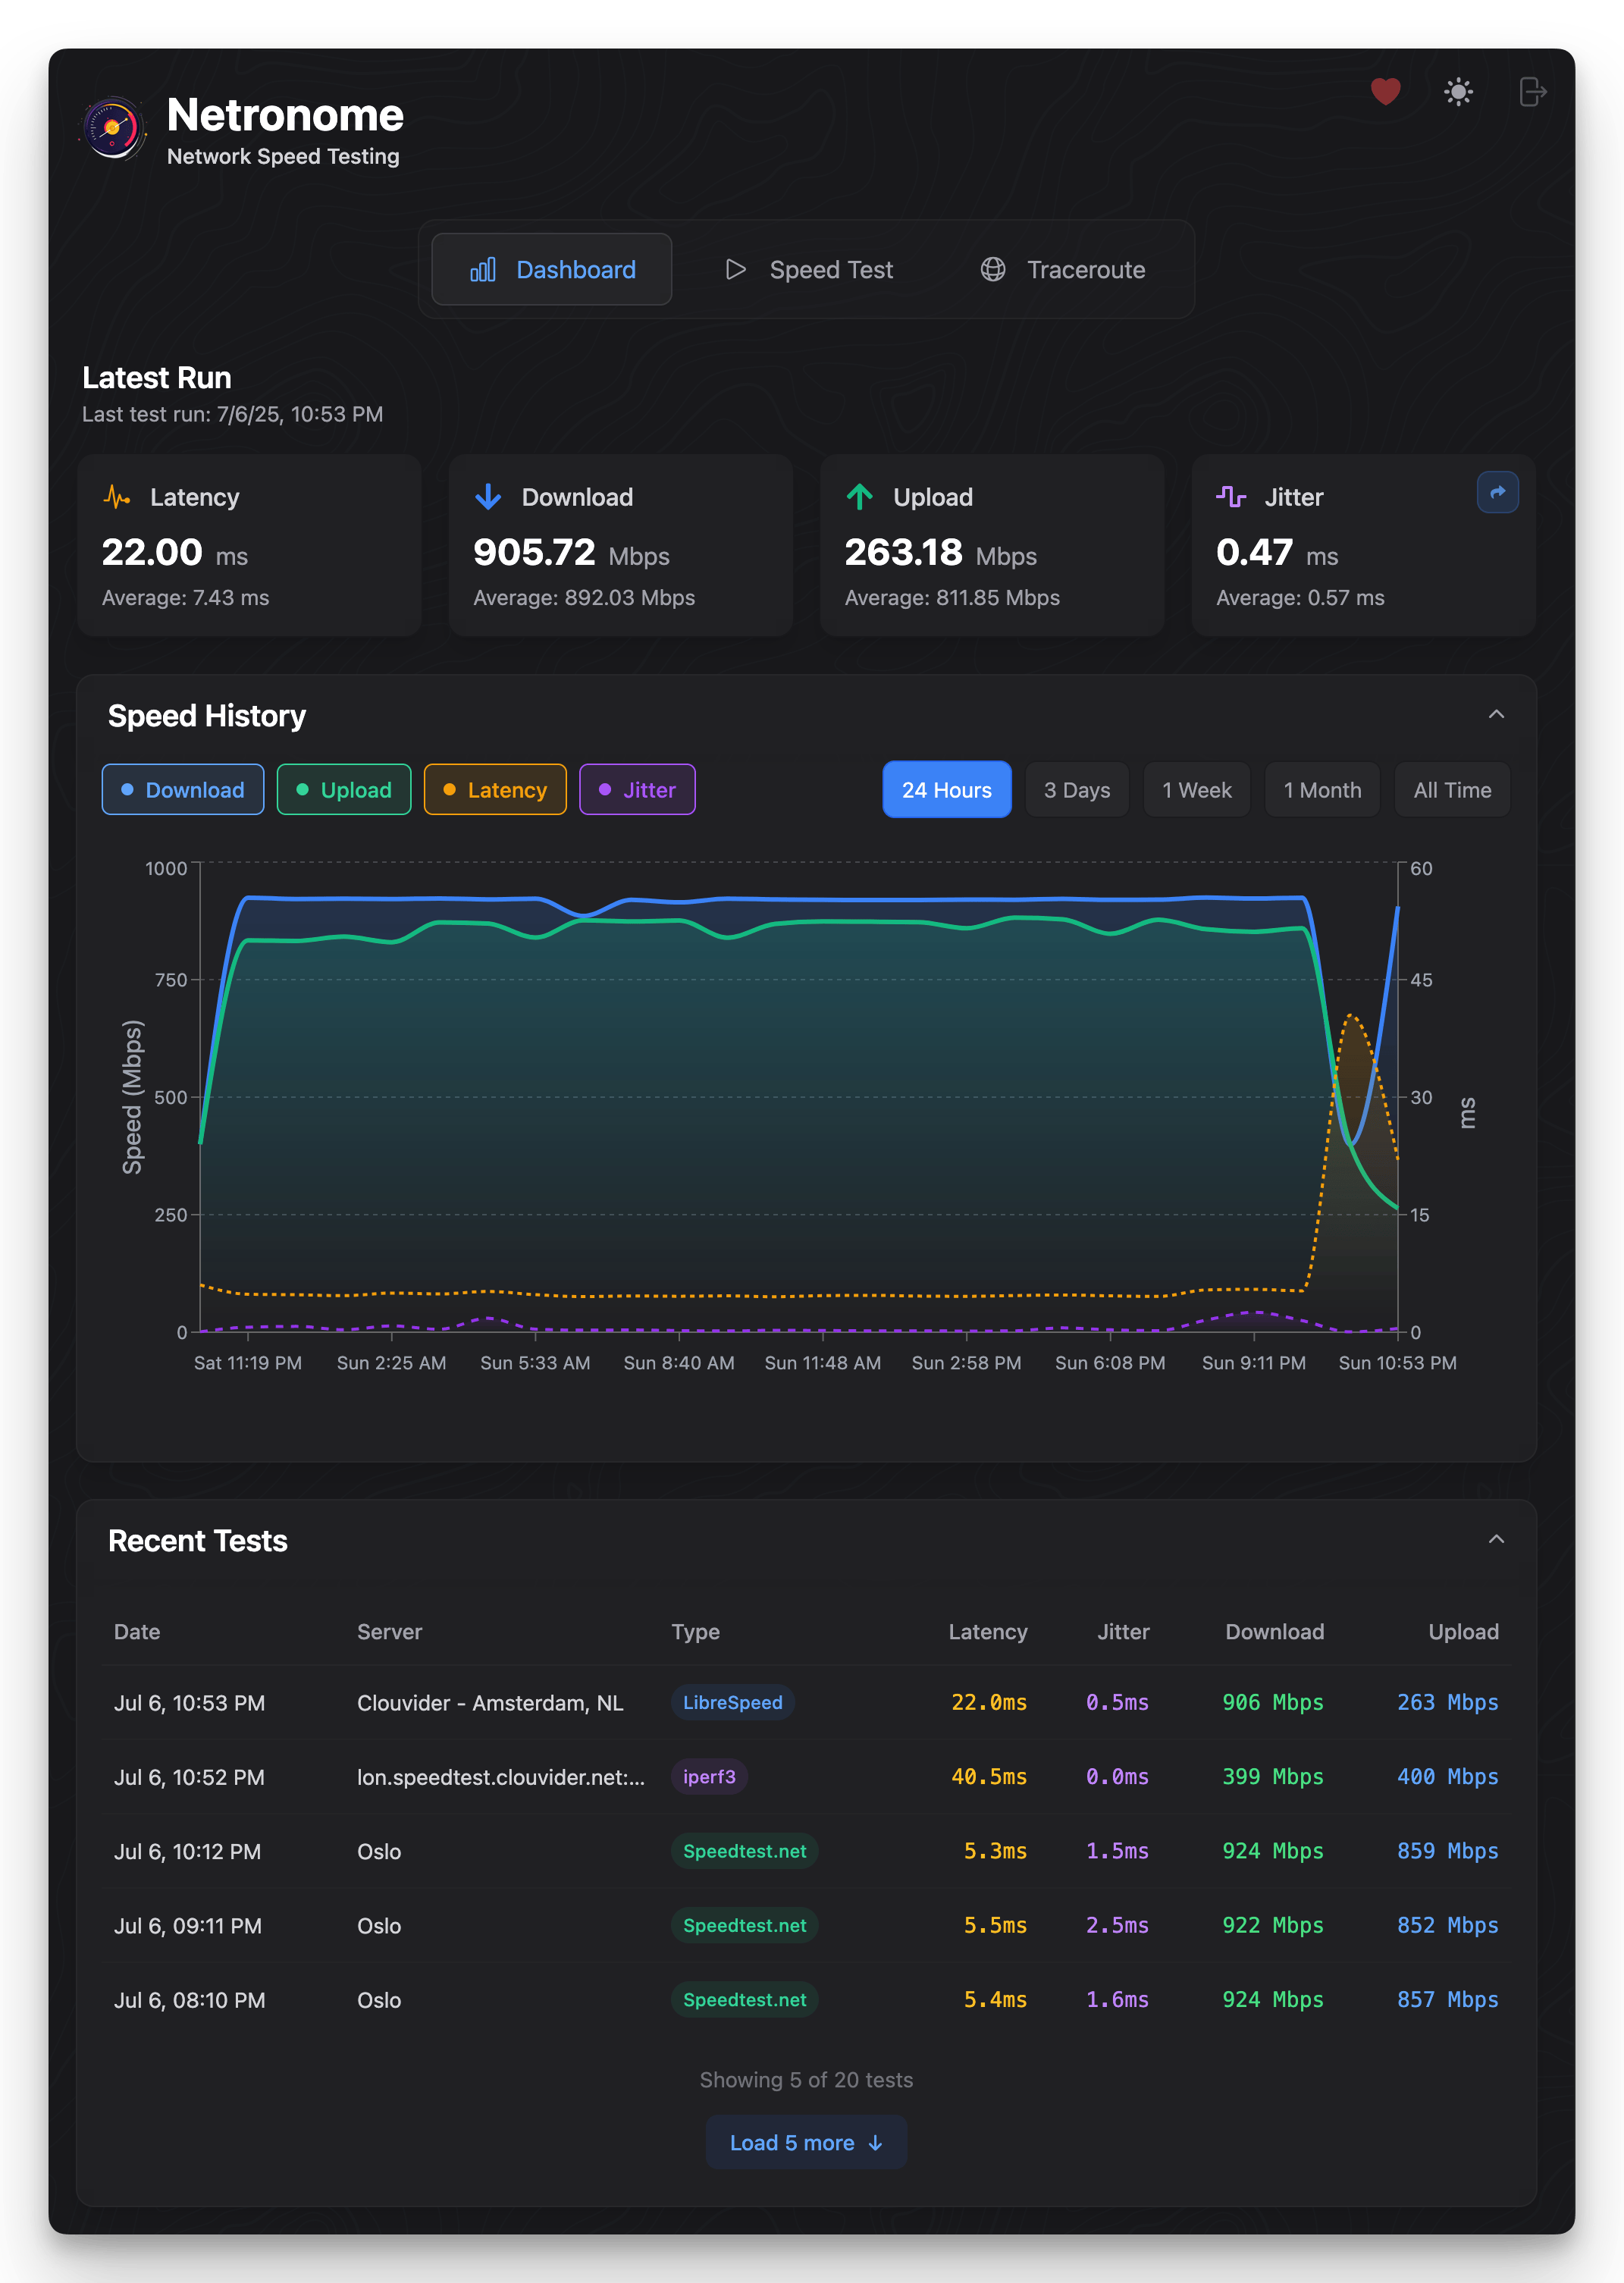 Netronome
Network Speed Testing
Dashboard
Speed Test
Traceroute
Latest Run
Last test run: 7/6/25, 10:53 PM
Latency
22.00 ms
Average: 7.43 ms
Download
905.72 Mbps
Average: 892.03 Mbps
Upload
263.18 Mbps
Average: 811.85 Mbps
Jitter
0.47 ms
Average: 0.57 ms
Speed History
Download Upload Latency Jitter
24 Hours 3 Days 1 Week 1 Month All Time
Speed (Mbps)
1000
750
500
250
0
60
45
30
15
0
ms
Sat 11:19 PM Sun 2:25 AM Sun 5:33 AM Sun 8:40 AM Sun 11:48 AM Sun 2:58 PM Sun 6:08 PM Sun 9:11 PM Sun 10:53 PM
Recent Tests
Date Server Type Latency Jitter Download Upload
Jul 6, 10:53 PM Clouvider - Amsterdam, NL LibreSpeed 22.0ms 0.5ms 906 Mbps 263 Mbps
Jul 6, 10:52 PM lon.speedtest.clouvider.net:... iperf3 40.5ms 0.0ms 399 Mbps 400 Mbps
Jul 6, 10:12 PM Oslo Speedtest.net 5.3ms 1.5ms 924 Mbps 859 Mbps
Jul 6, 09:11 PM Oslo Speedtest.net 5.5ms 2.5ms 922 Mbps 852 Mbps
Jul 6, 08:10 PM Oslo Speedtest.net 5.4ms 1.6ms 924 Mbps 857 Mbps
Showing 5 of 20 tests
Load 5 more ↓